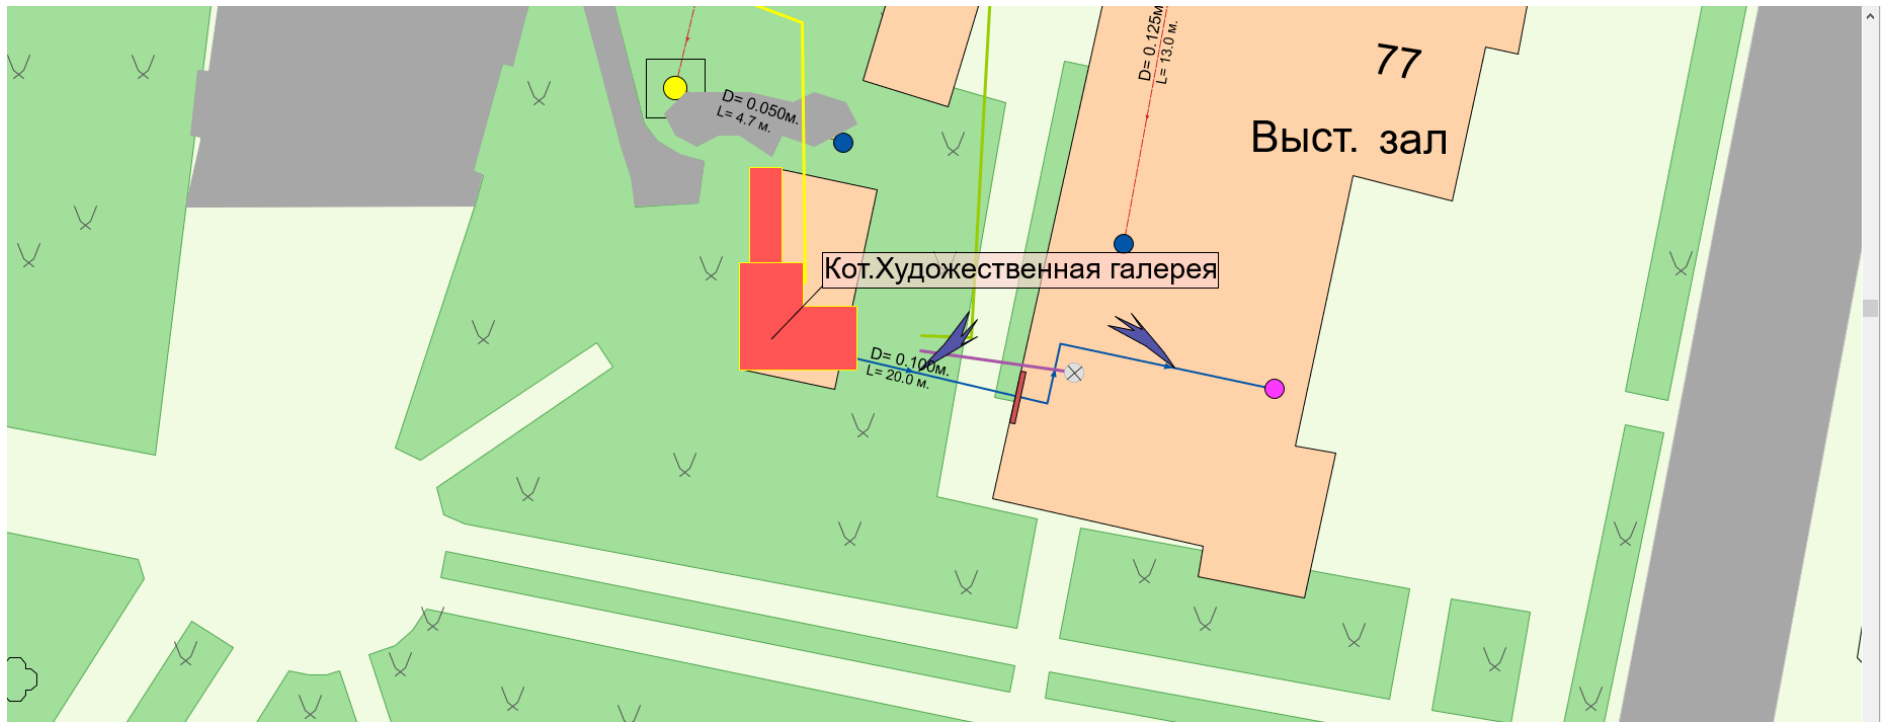 D= 0.125м
L= 13.0 м.
77
D= 0.050м.
L= 4.7 м.
Выст. зал
Кот.Художественная галерея
D= 0.100м.
L= 20.0 м.